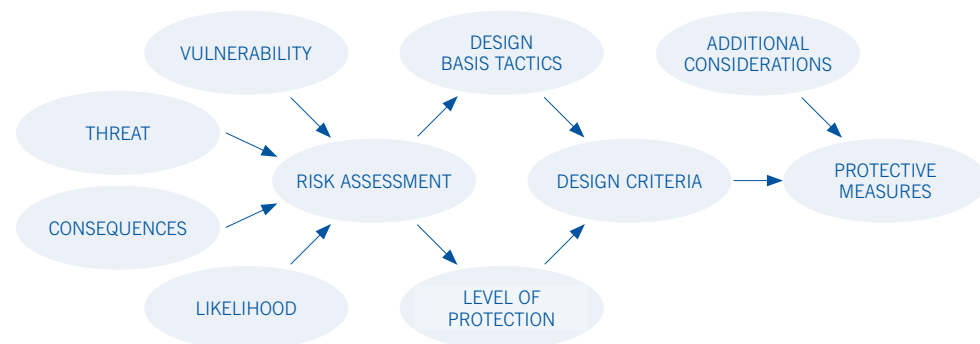 VULNERABILITY
DESIGN
BASIS TACTICS
ADDITIONAL
CONSIDERATIONS
THREAT
RISK ASSESSMENT
DESIGN CRITERIA
PROTECTIVE
MEASURES
CONSEQUENCES
LIKELIHOOD
LEVEL OF
PROTECTION